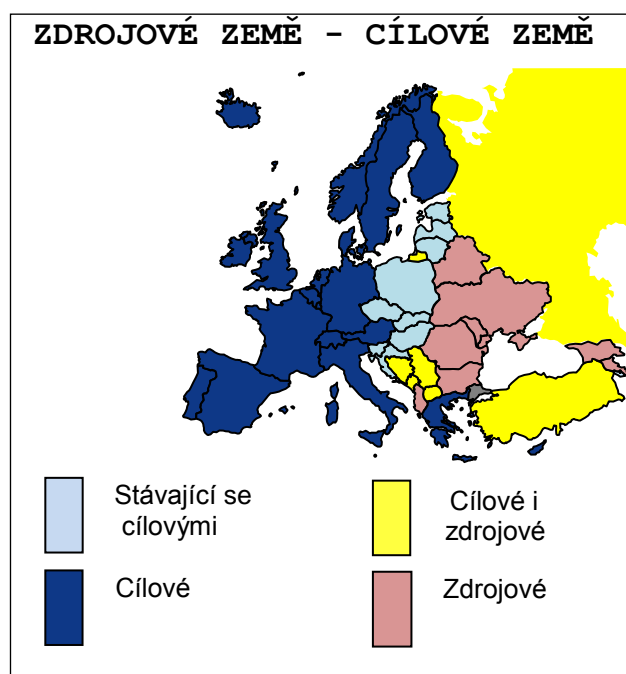 ZDROJOVÉ ZEMĚ – CÍLOVÉ ZEMĚ
Stávající se
cílovými
Cílové i
zdrojové
Cílové
Zdrojové